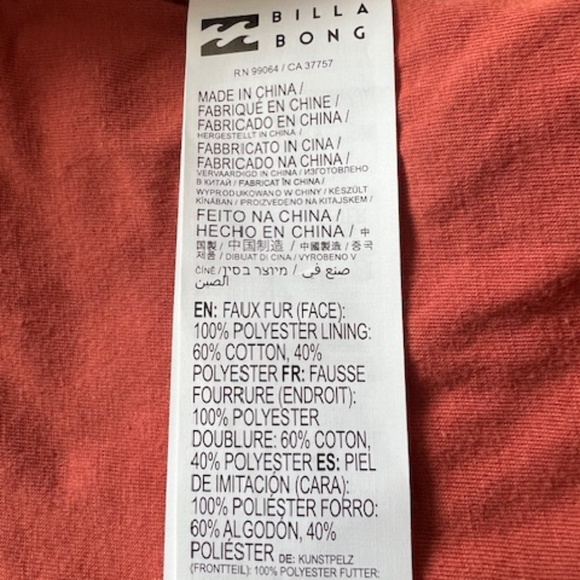 BILLA
BONG
RN 99064 / CA 37757
MADE IN CHINA /
FABRIQUÉ EN CHINE /
FABRICADO EN CHINA /
HERGESTELLT IN CHINA /
FABBRICATO IN CINA /
FABRICADO NA CHINA /
VERVAARDIGD IN CHINA / ИЗГОТОВЛЕНО
В КИТАЙ / FABRICAT ÎN CHINA /
WYPRODUKOWANO W CHINY / KÉSZÜLT
KÍNÁBAN / PROIZVEDENO NA KITAJSKEM /
FEITO NA CHINA /
HECHO EN CHINA / 中
国製 / 中国制造 / 中國製造 / 중국
제품 / DIBUAT DI CINA / VYROBENO V
ČÍNĚ / מיוצר בסין / صنع في
الصين
EN: FAUX FUR (FACE):
100% POLYESTER LINING:
60% COTTON, 40%
POLYESTER FR: FAUSSE
FOURRURE (ENDROIT):
100% POLYESTER
DOUBLURE: 60% COTON,
40% POLYESTER ES: PIEL
DE IMITACIÓN (CARA):
100% POLIÉSTER FORRO:
60% ALGODÓN, 40%
POLIÉSTER DE: KUNSTPELZ
(FRONTTEIL): 100% POLYESTER FUTTER: